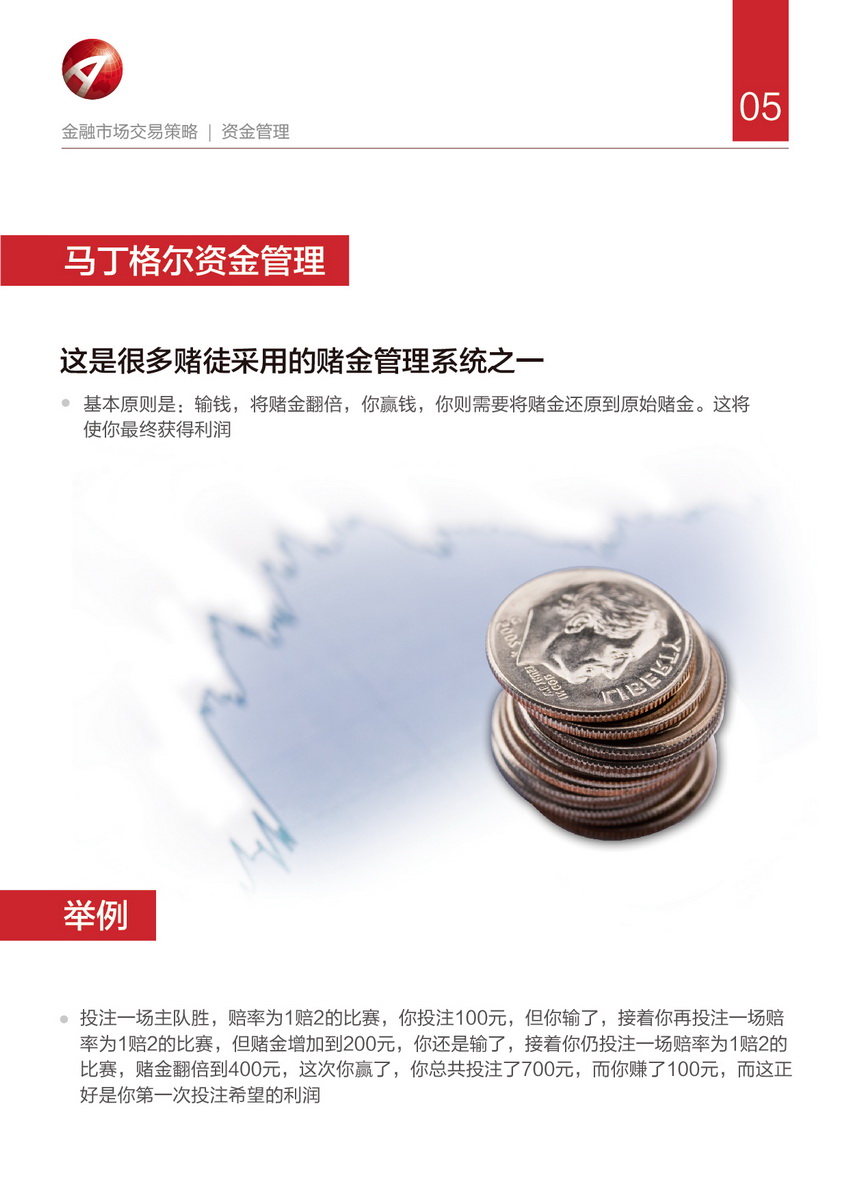 05
金融市场交易策略 | 资金管理
马丁格尔资金管理
这是很多赌徒采用的赌金管理系统之一
基本原则是：输钱，将赌金翻倍，你赢钱，你则需要将赌金还原到原始赌金。这将
使你最终获得利润
LIBERTY
2005
举例
投注一场主队胜，赔率为1赔2的比赛，你投注100元，但你输了，接着你再投注一场赔
率为1赔2的比赛，但赌金增加到200元，你还是输了，接着你仍投注一场赔率为1赔2的
比赛，赌金翻倍到400元，这次你赢了，你总共投注了700元，而你赚了100元，而这正
好是你第一次投注希望的利润